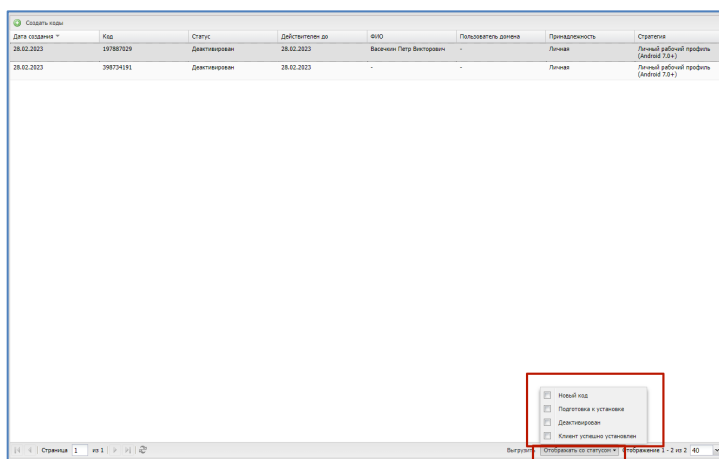 Создать коды
Дата создания Код Статус Действителен до ФИО Пользователь домена Принадлежность Стратегия
28.02.2023 197887029 Деактивирован 28.02.2023 Васечкин Петр Викторович - Личная Личный рабочий профиль
(Android 7.0+)
28.02.2023 398734191 Деактивирован 28.02.2023 - - Личная Личный рабочий профиль
(Android 7.0+)
Новый код
Подготовка к установке
Деактивирован
Клиент успешно установлен
Страница 1 из 1 Выгрузить Отображать со статусом Отображение 1 - 2 из 2 40